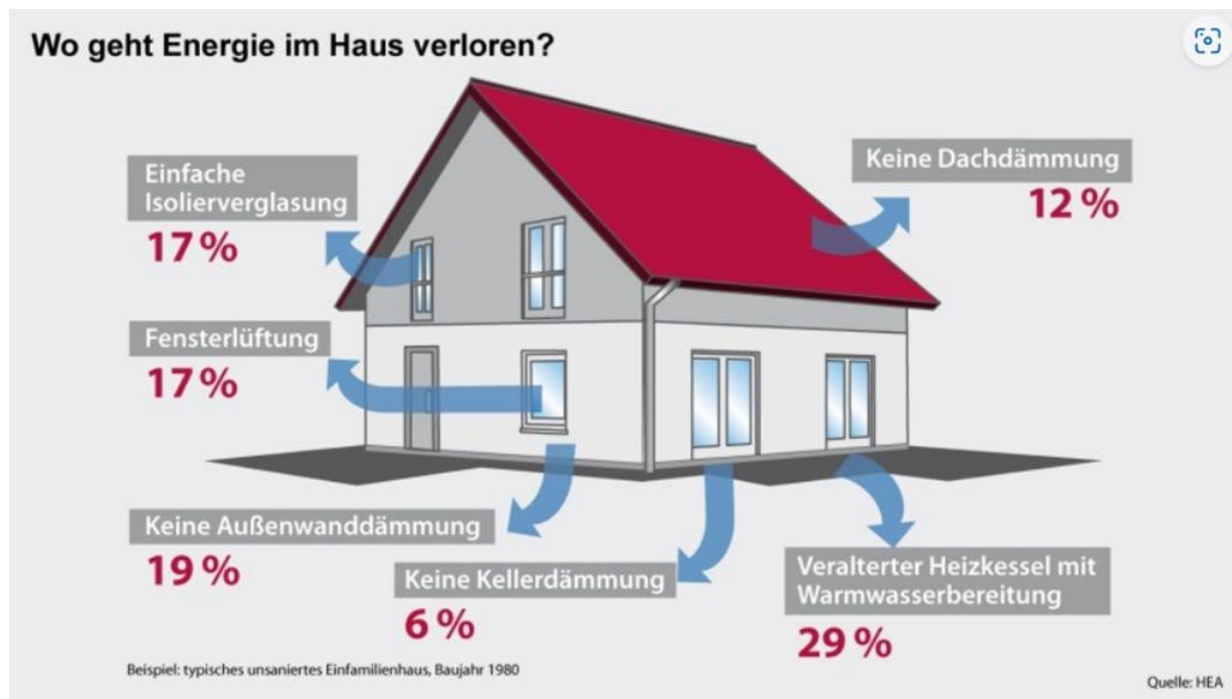 Wo geht Energie im Haus verloren?
Einfache
Isolierverglasung
17 %
Keine Dachdämmung
12 %
Fensterlüftung
17 %
Keine Außenwanddämmung
19 %
Keine Kellerdämmung
6 %
Veralterter Heizkessel mit
Warmwasserbereitung
29 %
Beispiel: typisches unsaniertes Einfamilienhaus, Baujahr 1980
Quelle: HEA